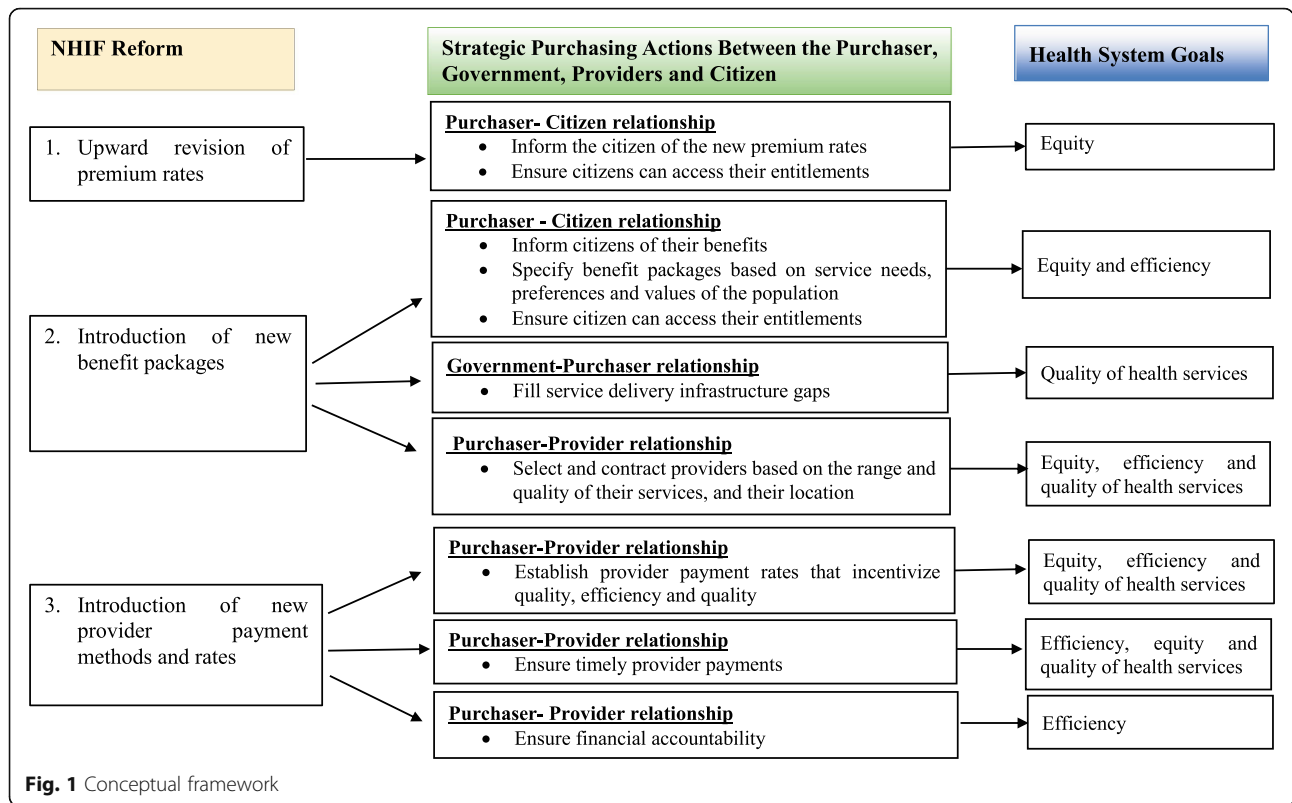 NHIF Reform
Strategic Purchasing Actions Between the Purchaser,
Government, Providers and Citizen
Health System Goals
1. Upward revision of
premium rates
Purchaser- Citizen relationship
• Inform the citizen of the new premium rates
• Ensure citizens can access their entitlements
Equity
2. Introduction of new
benefit packages
Purchaser - Citizen relationship
• Inform citizens of their benefits
• Specify benefit packages based on service needs,
preferences and values of the population
• Ensure citizen can access their entitlements
Equity and efficiency
Government-Purchaser relationship
• Fill service delivery infrastructure gaps
Quality of health services
Purchaser-Provider relationship
• Select and contract providers based on the range and
quality of their services, and their location
Equity, efficiency and
quality of health services
3. Introduction of new
provider payment
methods and rates
Purchaser-Provider relationship
• Establish provider payment rates that incentivize
quality, efficiency and quality
Equity, efficiency and
quality of health services
Purchaser-Provider relationship
• Ensure timely provider payments
Efficiency, equity and
quality of health services
Purchaser- Provider relationship
• Ensure financial accountability
Efficiency
Fig. 1 Conceptual framework